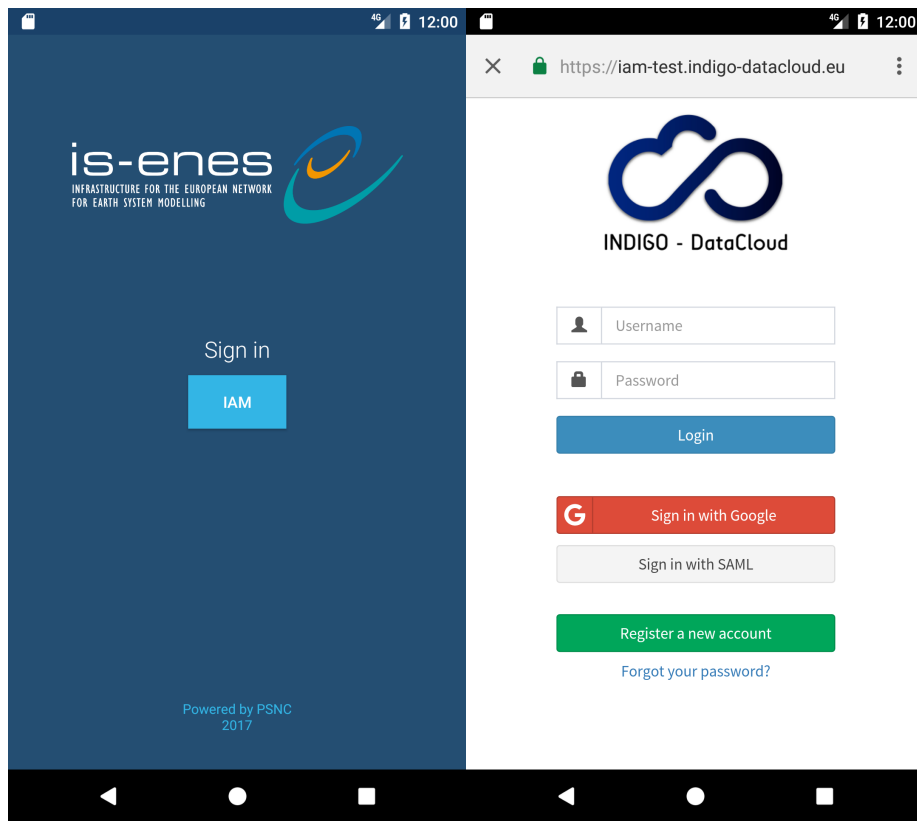 4G 12:00
is-enes
INFRASTRUCTURE FOR THE EUROPEAN NETWORK
FOR EARTH SYSTEM MODELLING
Sign in
IAM
Powered by PSNC
2017
4G 12:00
https://iam-test.indigo-datacloud.eu
INDIGO - DataCloud
Username
Password
Login
G Sign in with Google
Sign in with SAML
Register a new account
Forgot your password?